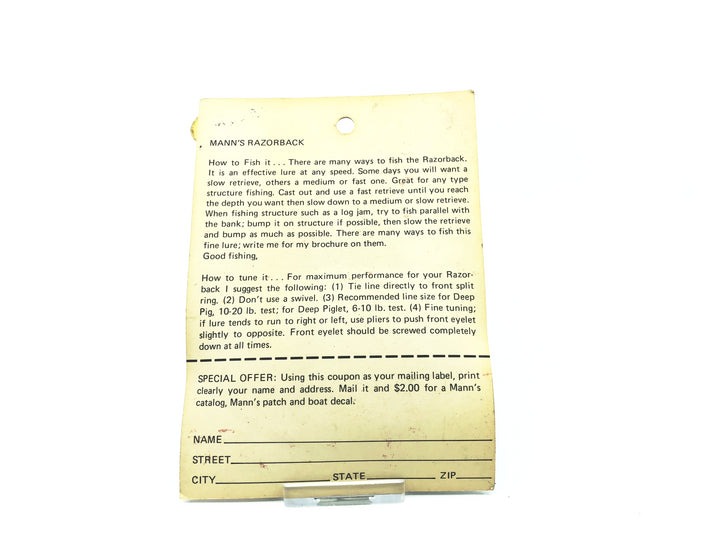 MANN'S RAZORBACK
How to Fish it . . . There are many ways to fish the Razorback.
It is an effective lure at any speed. Some days you will want a
slow retrieve, others a medium or fast one. Great for any type
structure fishing. Cast out and use a fast retrieve until you reach
the depth you want then slow down to a medium or slow retrieve.
When fishing structure such as a log jam, try to fish parallel with
the bank; bump it on structure if possible, then slow the retrieve
and bump as much as possible. There are many ways to fish this
fine lure; write me for my brochure on them.
Good fishing,
How to tune it . . . For maximum performance for your Razor-
back I suggest the following: (1) Tie line directly to front split
ring. (2) Don't use a swivel. (3) Recommended line size for Deep
Pig, 10-20 lb. test; for Deep Piglet, 6-10 lb. test. (4) Fine tuning;
if lure tends to run to right or left, use pliers to push front eyelet
slightly to opposite. Front eyelet should be screwed completely
down at all times.
SPECIAL OFFER: Using this coupon as your mailing label, print
clearly your name and address. Mail it and $2.00 for a Mann's
catalog, Mann's patch and boat decal.
NAME
STREET
CITY STATE ZIP